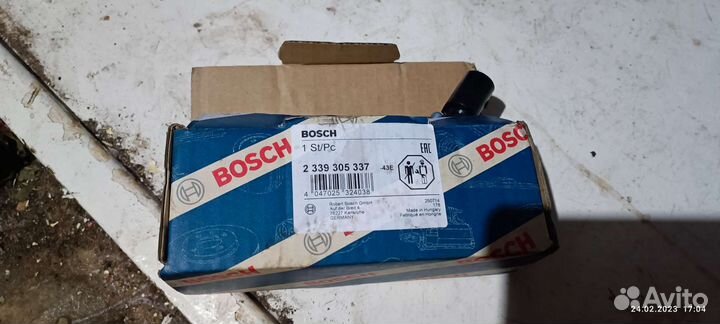 BOSCH
1 St/Pc
EAC
2 339 305 337
-43E
4 047025 324038
Robert Bosch GmbH
Auf der Breit 4
76227 Karlsruhe
GERMANY
250714
178
Made in Hungary
Fabriqué en Hongrie
BOSCH
BOSCH
BOSCH
BOSCH
Avito
24.02.2023 17:04